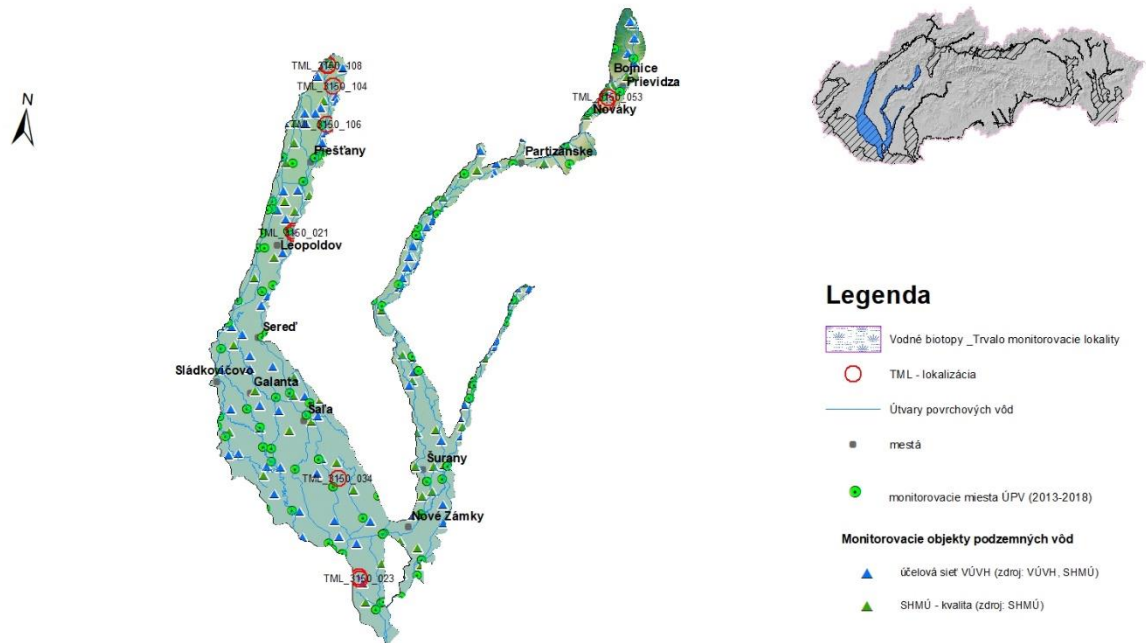 N
TML_3150_108
TML_3150_104
TML_3150_106
Piešťany
TML_3150_021
Leopoldov
Sereď
Sládkovičovo
Galanta
Šaľa
TML_3150_034
Šurany
Nové Zámky
TML_3150_023
Bojnice
Prievidza
TML_3150_053
Nováky
Partizánske
Legenda
Vodné biotopy _Trvalo monitorovacie lokality
TML - lokalizácia
Útvary povrchových vôd
mestá
monitorovacie miesta ÚPV (2013-2018)
Monitorovacie objekty podzemných vôd
účelová sieť VÚVH (zdroj: VÚVH, SHMÚ)
SHMÚ - kvalita (zdroj: SHMÚ)